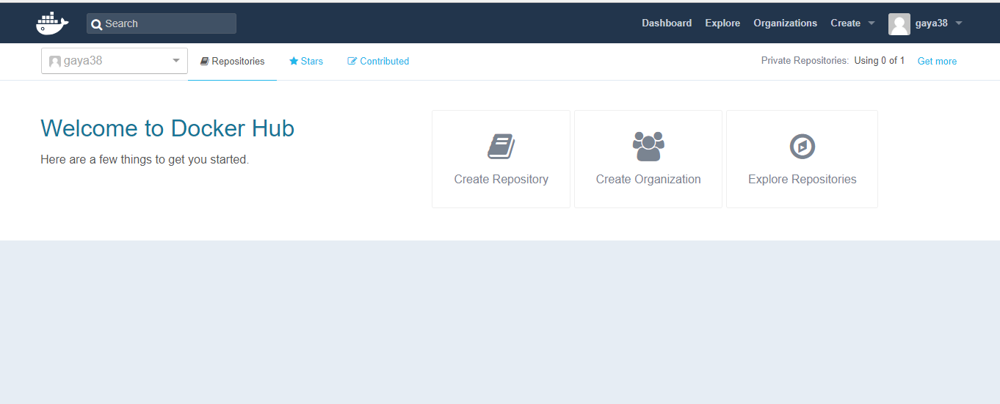 Search
Dashboard Explore Organizations Create gaya38
gaya38 Repositories Stars Contributed Private Repositories: Using 0 of 1 Get more
Welcome to Docker Hub
Here are a few things to get you started.
Create Repository Create Organization Explore Repositories